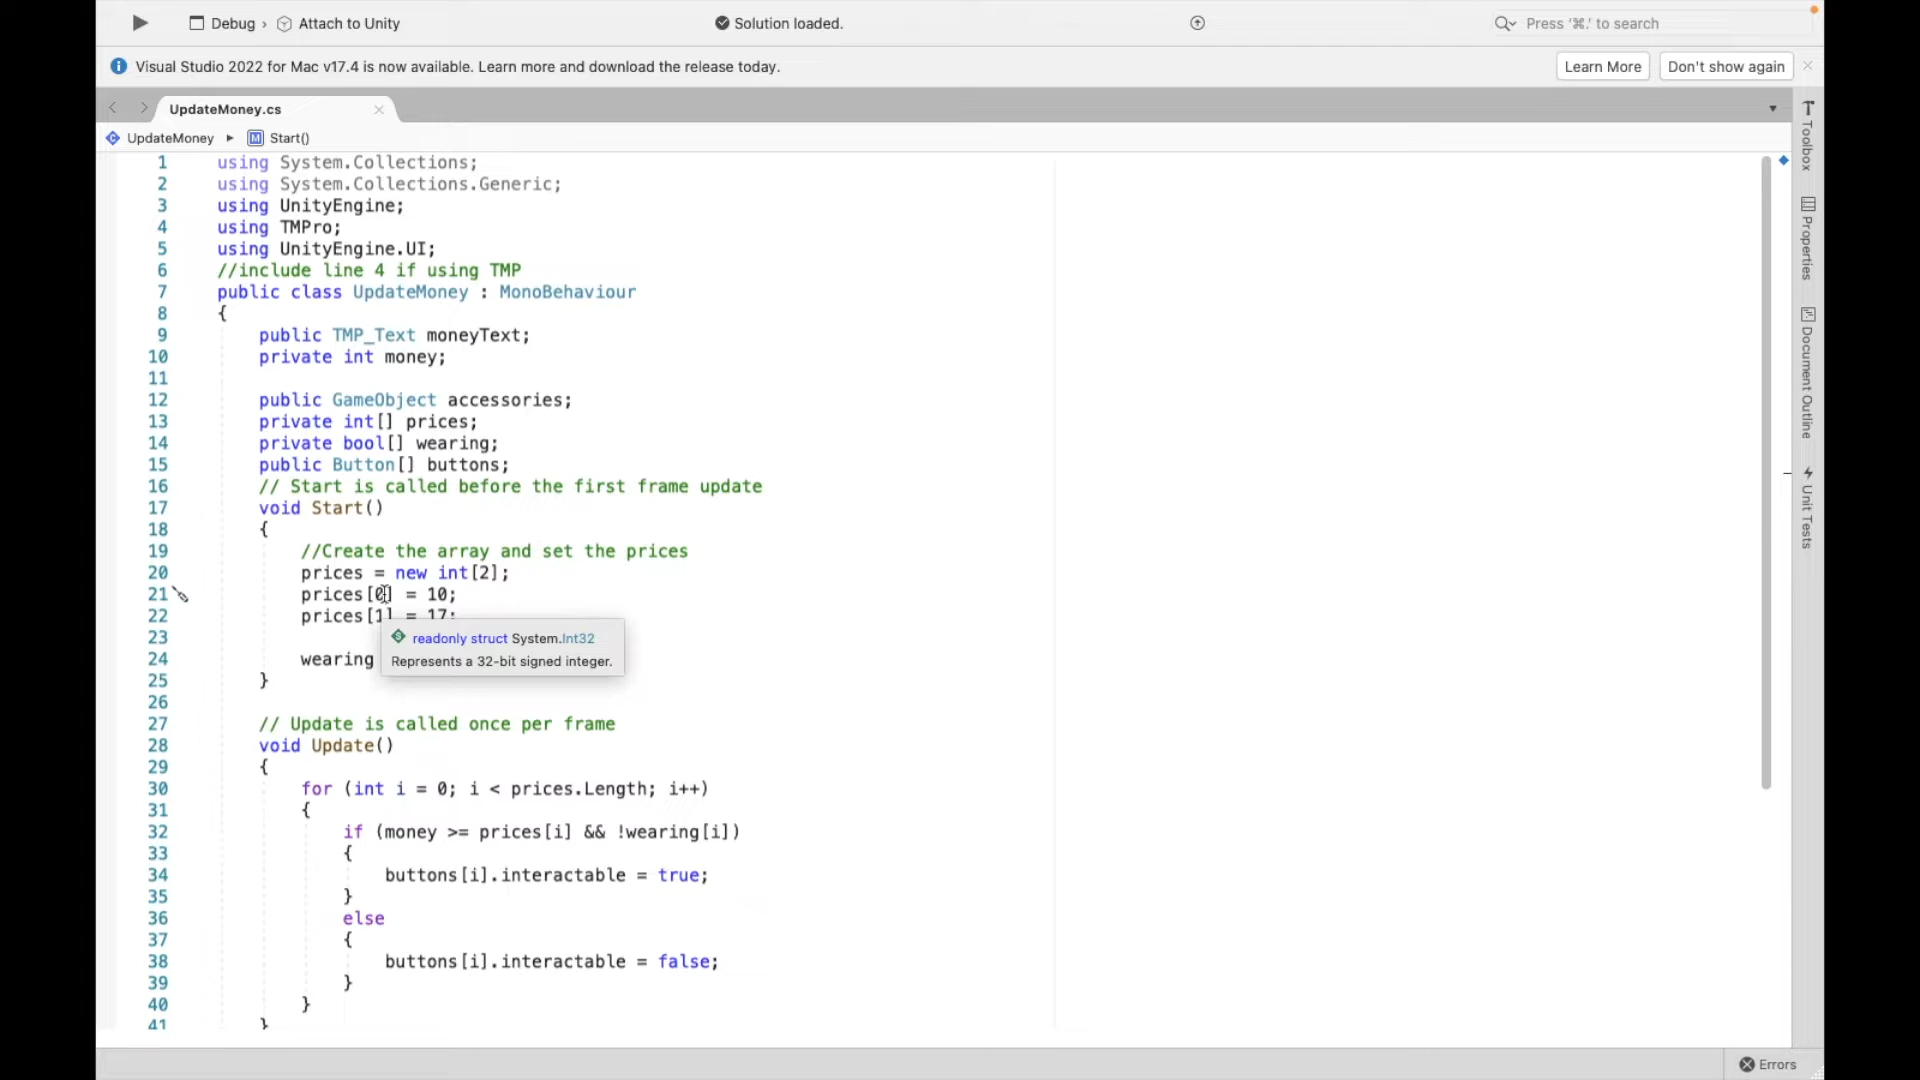 Debug › Attach to Unity
Solution loaded.
Press '⌘.' to search
Visual Studio 2022 for Mac v17.4 is now available. Learn more and download the release today.
Learn More
Don't show again
UpdateMoney.cs
UpdateMoney ▸ M Start()
1 using System.Collections;
2 using System.Collections.Generic;
3 using UnityEngine;
4 using TMPro;
5 using UnityEngine.UI;
6 //include line 4 if using TMP
7 public class UpdateMoney : MonoBehaviour
8 {
9 public TMP_Text moneyText;
10 private int money;
11
12 public GameObject accessories;
13 private int[] prices;
14 private bool[] wearing;
15 public Button[] buttons;
16 // Start is called before the first frame update
17 void Start()
18 {
19 //Create the array and set the prices
20 prices = new int[2];
21 prices[0] = 10;
22 prices[1] = 17;
23
24 wearing
25 }
26
27 // Update is called once per frame
28 void Update()
29 {
30 for (int i = 0; i < prices.Length; i++)
31 {
32 if (money >= prices[i] && !wearing[i])
33 {
34 buttons[i].interactable = true;
35 }
36 else
37 {
38 buttons[i].interactable = false;
39 }
40 }
41 }
readonly struct System.Int32
Represents a 32-bit signed integer.
Toolbox
Properties
Document Outline
Unit Tests
Errors